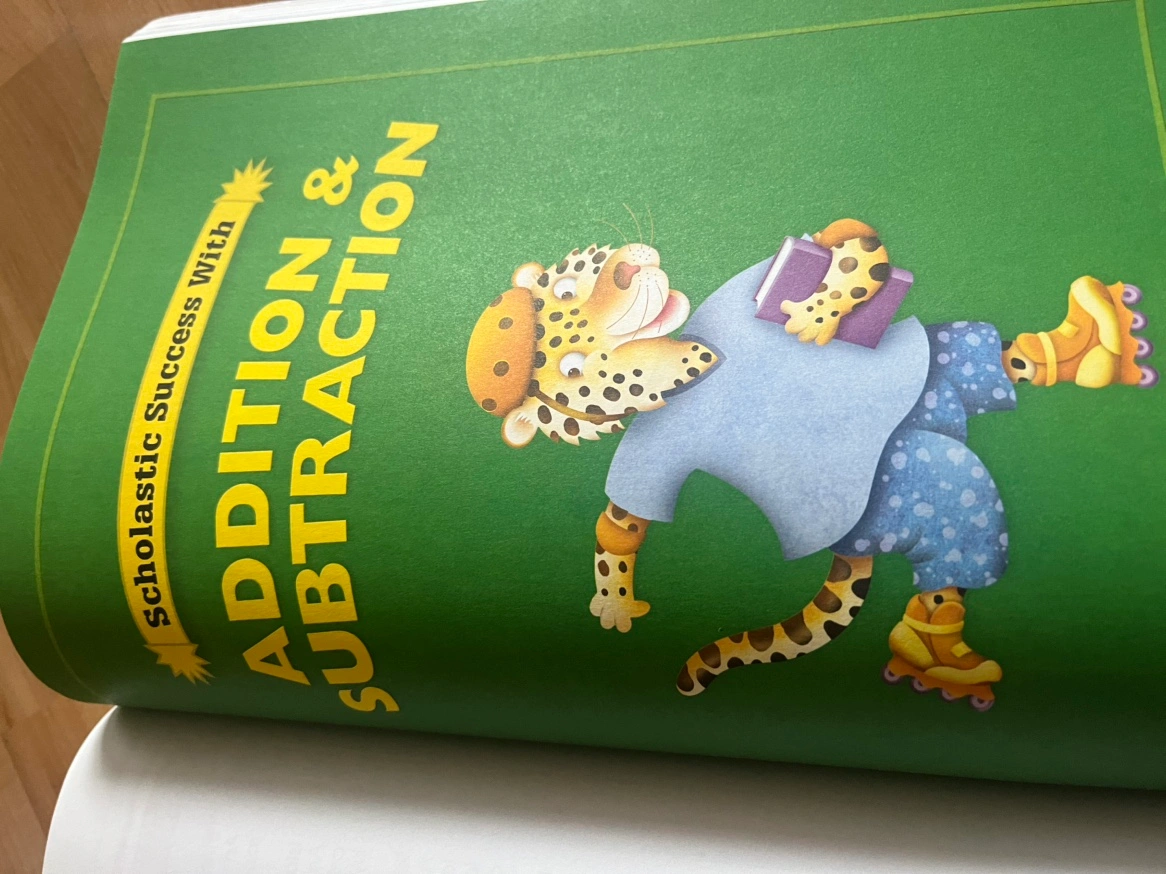 Scholastic Success With
ADDITION &
SUBTRACTION